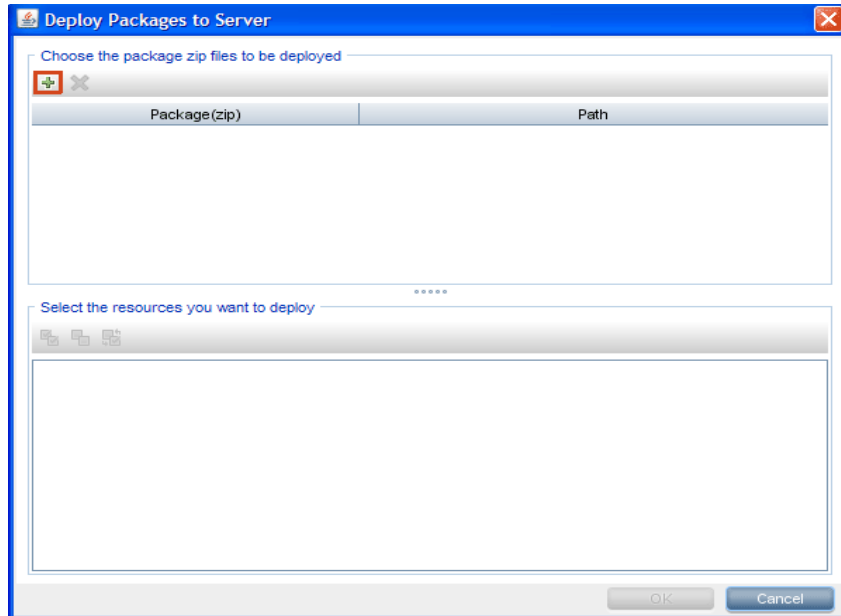 Deploy Packages to Server
Choose the package zip files to be deployed
Package(zip) Path
Select the resources you want to deploy
OK Cancel